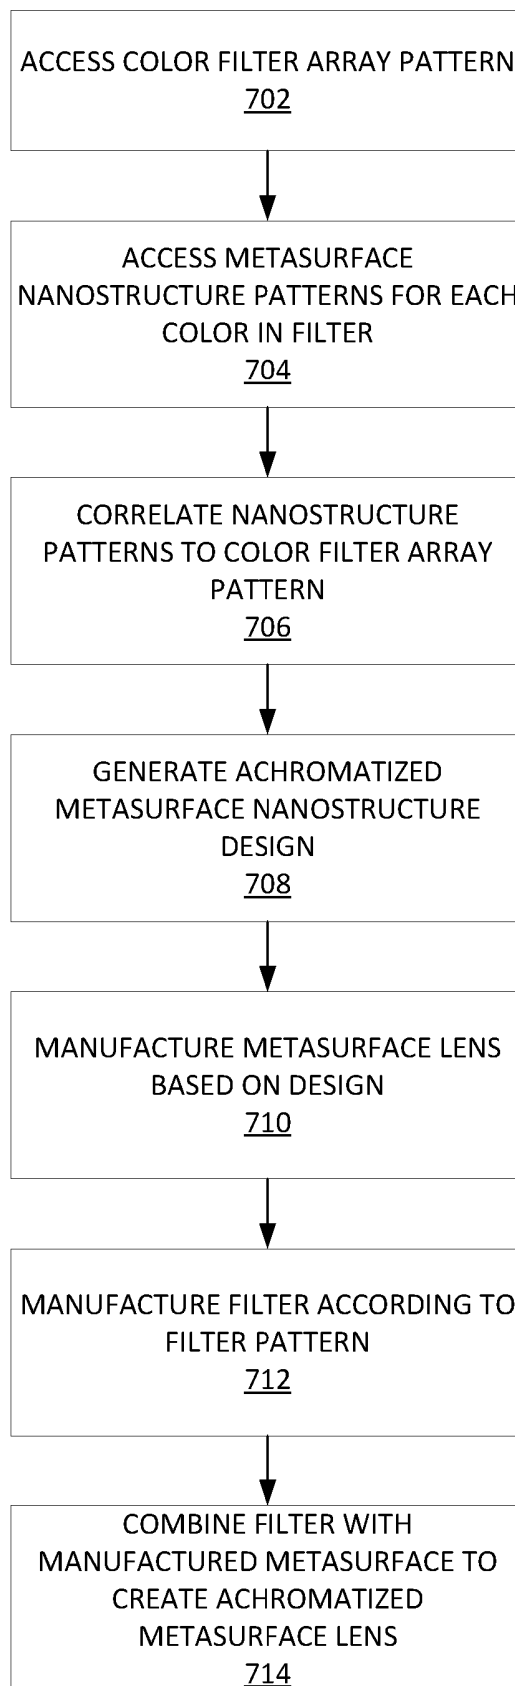 ACCESS COLOR FILTER ARRAY PATTERN
702
ACCESS METASURFACE
NANOSTRUCTURE PATTERNS FOR EACH
COLOR IN FILTER
704
CORRELATE NANOSTRUCTURE
PATTERNS TO COLOR FILTER ARRAY
PATTERN
706
GENERATE ACHROMATIZED
METASURFACE NANOSTRUCTURE
DESIGN
708
MANUFACTURE METASURFACE LENS
BASED ON DESIGN
710
MANUFACTURE FILTER ACCORDING TO
FILTER PATTERN
712
COMBINE FILTER WITH
MANUFACTURED METASURFACE TO
CREATE ACHROMATIZED
METASURFACE LENS
714